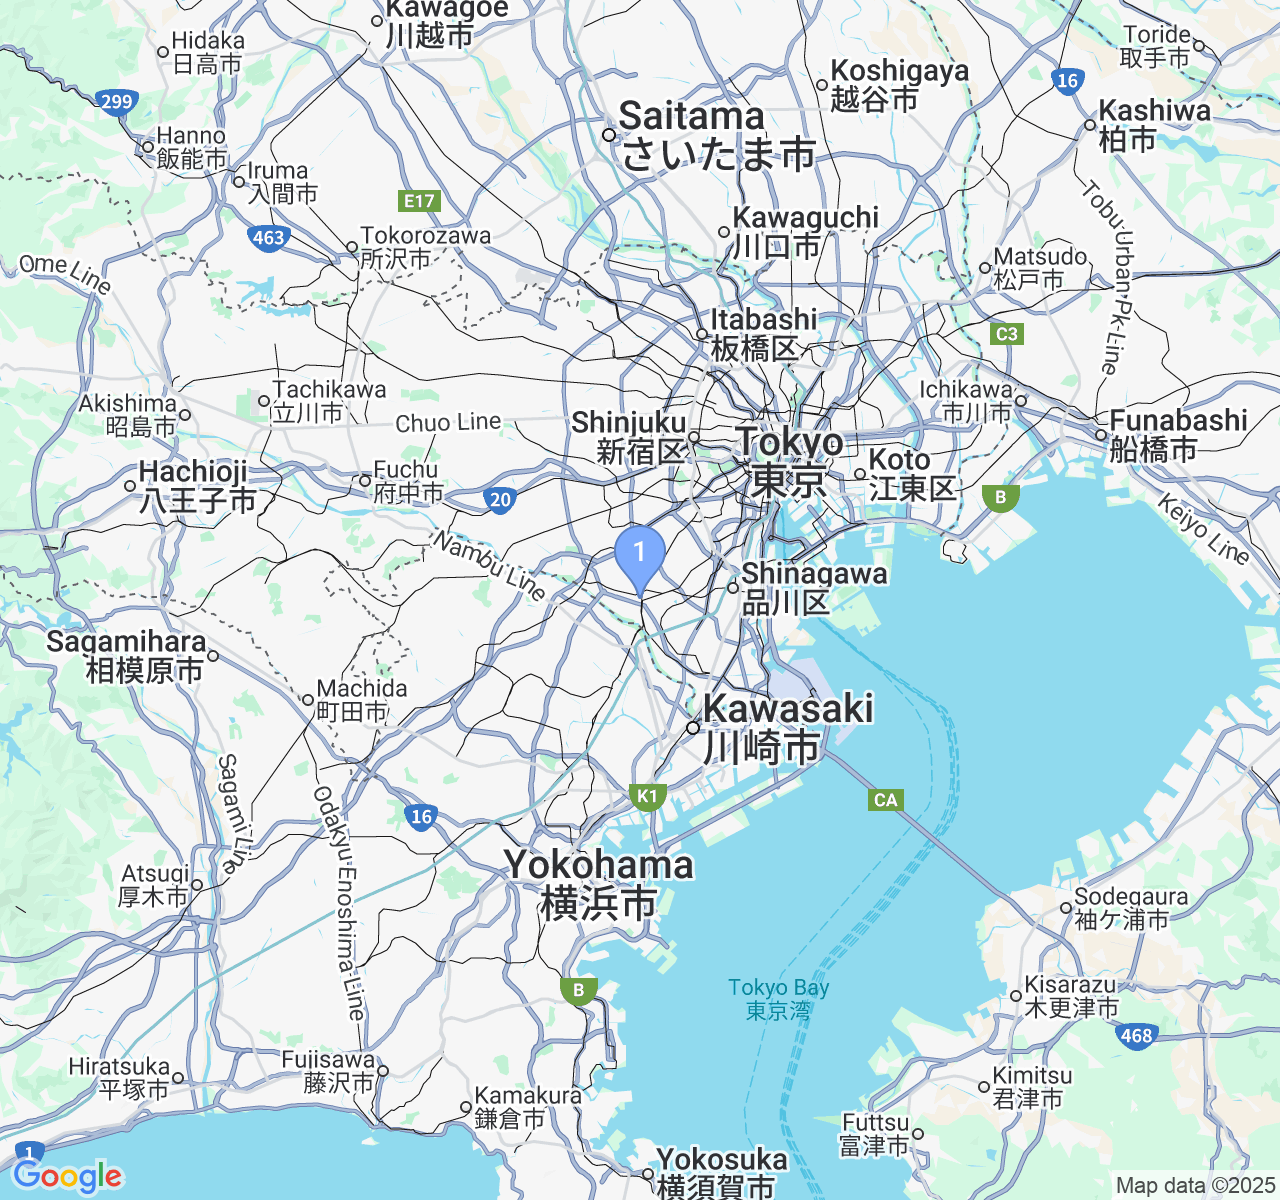 Kawagoe
川越市
Hidaka
日高市
Toride
取手市
Koshigaya
越谷市
16
299
Saitama
さいたま市
Kashiwa
柏市
Hanno
飯能市
Iruma
入間市
E17
Tobu Urban Pk Line
Kawaguchi
川口市
463
Tokorozawa
所沢市
Matsudo
松戸市
Ome Line
Itabashi
板橋区
C3
Tachikawa
立川市
Ichikawa
市川市
Akishima
昭島市
Chuo Line
Shinjuku
新宿区
Funabashi
船橋市
Tokyo
東京
Hachioji
八王子市
Fuchu
府中市
Koto
江東区
20
B
Keiyo Line
Nambu Line
1
Shinagawa
品川区
Sagamihara
相模原市
Machida
町田市
Kawasaki
川崎市
Sagami Line
Odakyu Enoshima Line
K1
CA
16
Yokohama
横浜市
Atsugi
厚木市
Sodegaura
袖ケ浦市
B
Tokyo Bay
東京湾
Kisarazu
木更津市
468
Hiratsuka
平塚市
Fujisawa
藤沢市
Kimitsu
君津市
Kamakura
鎌倉市
Futtsu
富津市
1
Yokosuka
横須賀市
Google
Map data ©2025